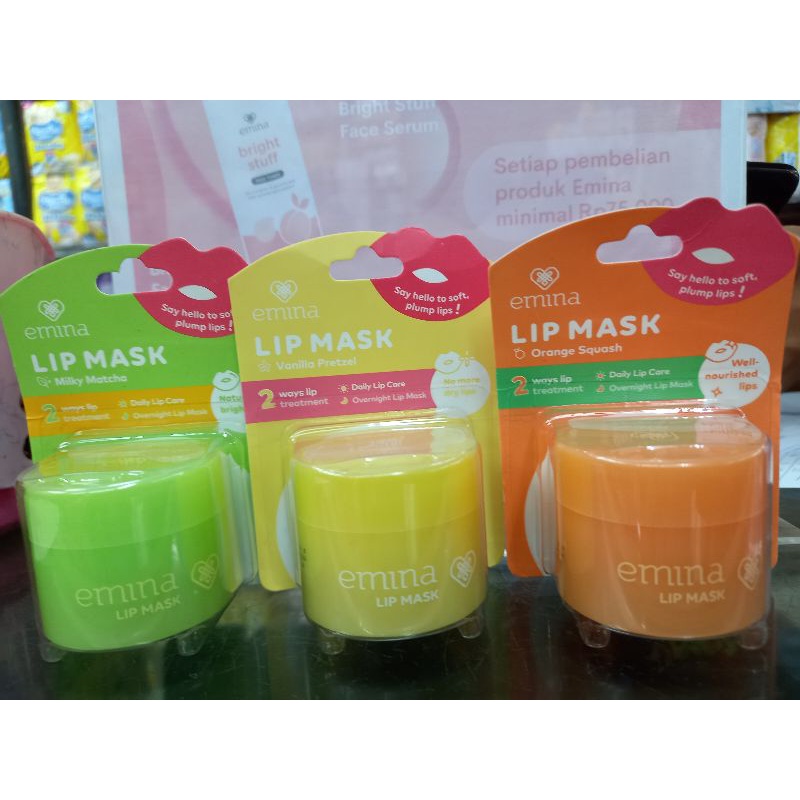 Bright Stuff
Face Serum
emina
bright
stuff
Setiap pembelian
produk Emina
minimal Rp75.000
emina
Say hello to soft,
plump lips!
LIP MASK
Milky Matcha
2 ways lip
treatment
Daily Lip Care
Overnight Lip Mask
emina
LIP MASK
emina
Say hello to soft,
plump lips!
LIP MASK
Vanilla Pretzel
2 ways lip
treatment
Daily Lip Care
Overnight Lip Mask
No more
dry lips
emina
LIP MASK
emina
Say hello to soft,
plump lips!
LIP MASK
Orange Squash
2 ways lip
treatment
Daily Lip Care
Overnight Lip Mask
Well-
nourished
lips
emina
LIP MASK